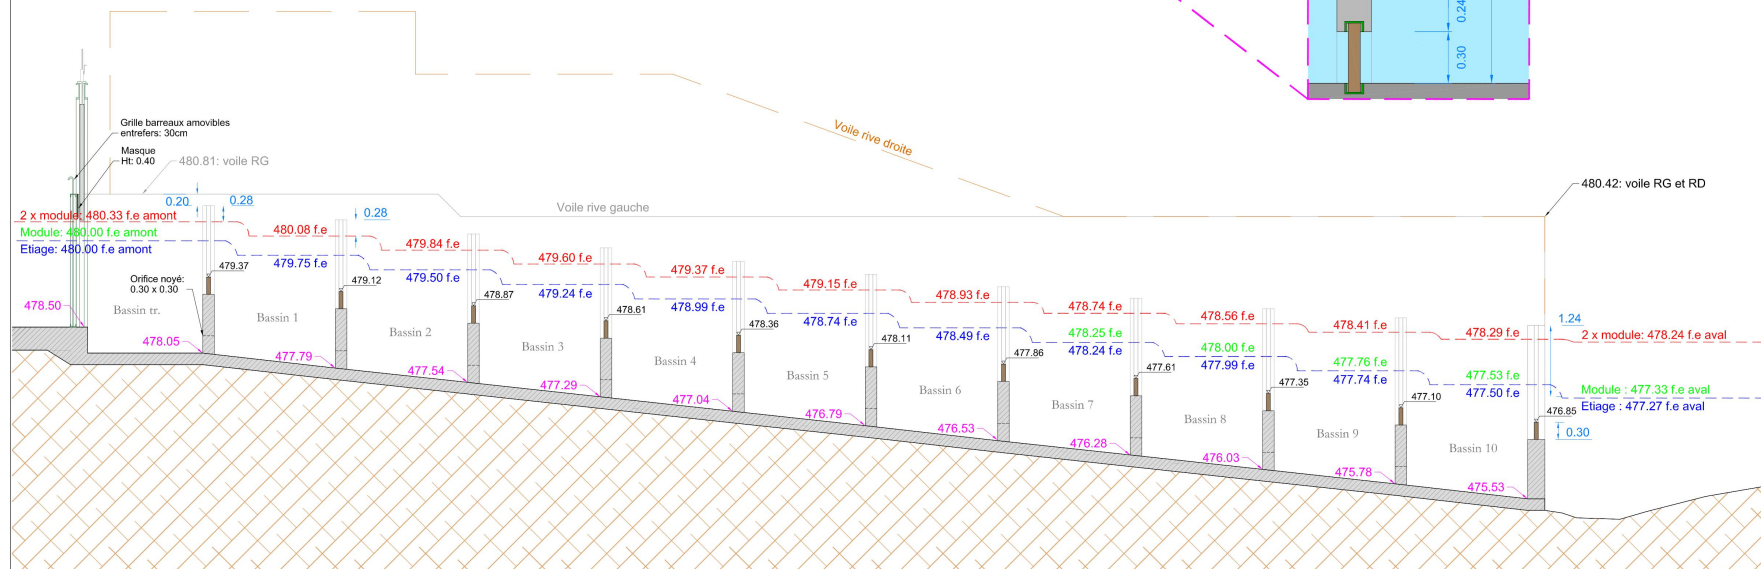 0.24
0.30
Grille barreaux amovibles
entrefers: 30cm
Masque
Ht: 0.40
480.81: voile RG
Voile rive droite
480.42: voile RG et RD
Voile rive gauche
0.20
0.28
0.28
2 x module: 480.33 f.e amont
Module: 480.00 f.e amont
Etiage: 480.00 f.e amont
480.08 f.e
479.84 f.e
479.60 f.e
479.37 f.e
479.15 f.e
478.93 f.e
478.74 f.e
478.56 f.e
478.41 f.e
478.29 f.e
2 x module: 478.24 f.e aval
1.24
479.75 f.e
479.50 f.e
479.24 f.e
478.99 f.e
478.74 f.e
478.49 f.e
478.25 f.e
478.24 f.e
478.00 f.e
477.99 f.e
477.76 f.e
477.74 f.e
477.53 f.e
477.50 f.e
Module : 477.33 f.e aval
Etiage : 477.27 f.e aval
479.37
479.12
478.87
478.61
478.36
478.11
477.86
477.61
477.35
477.10
476.85
0.30
Orifice noyé:
0.30 x 0.30
Bassin tr.
Bassin 1
Bassin 2
Bassin 3
Bassin 4
Bassin 5
Bassin 6
Bassin 7
Bassin 8
Bassin 9
Bassin 10
478.50
478.05
477.79
477.54
477.29
477.04
476.79
476.53
476.28
476.03
475.78
475.53